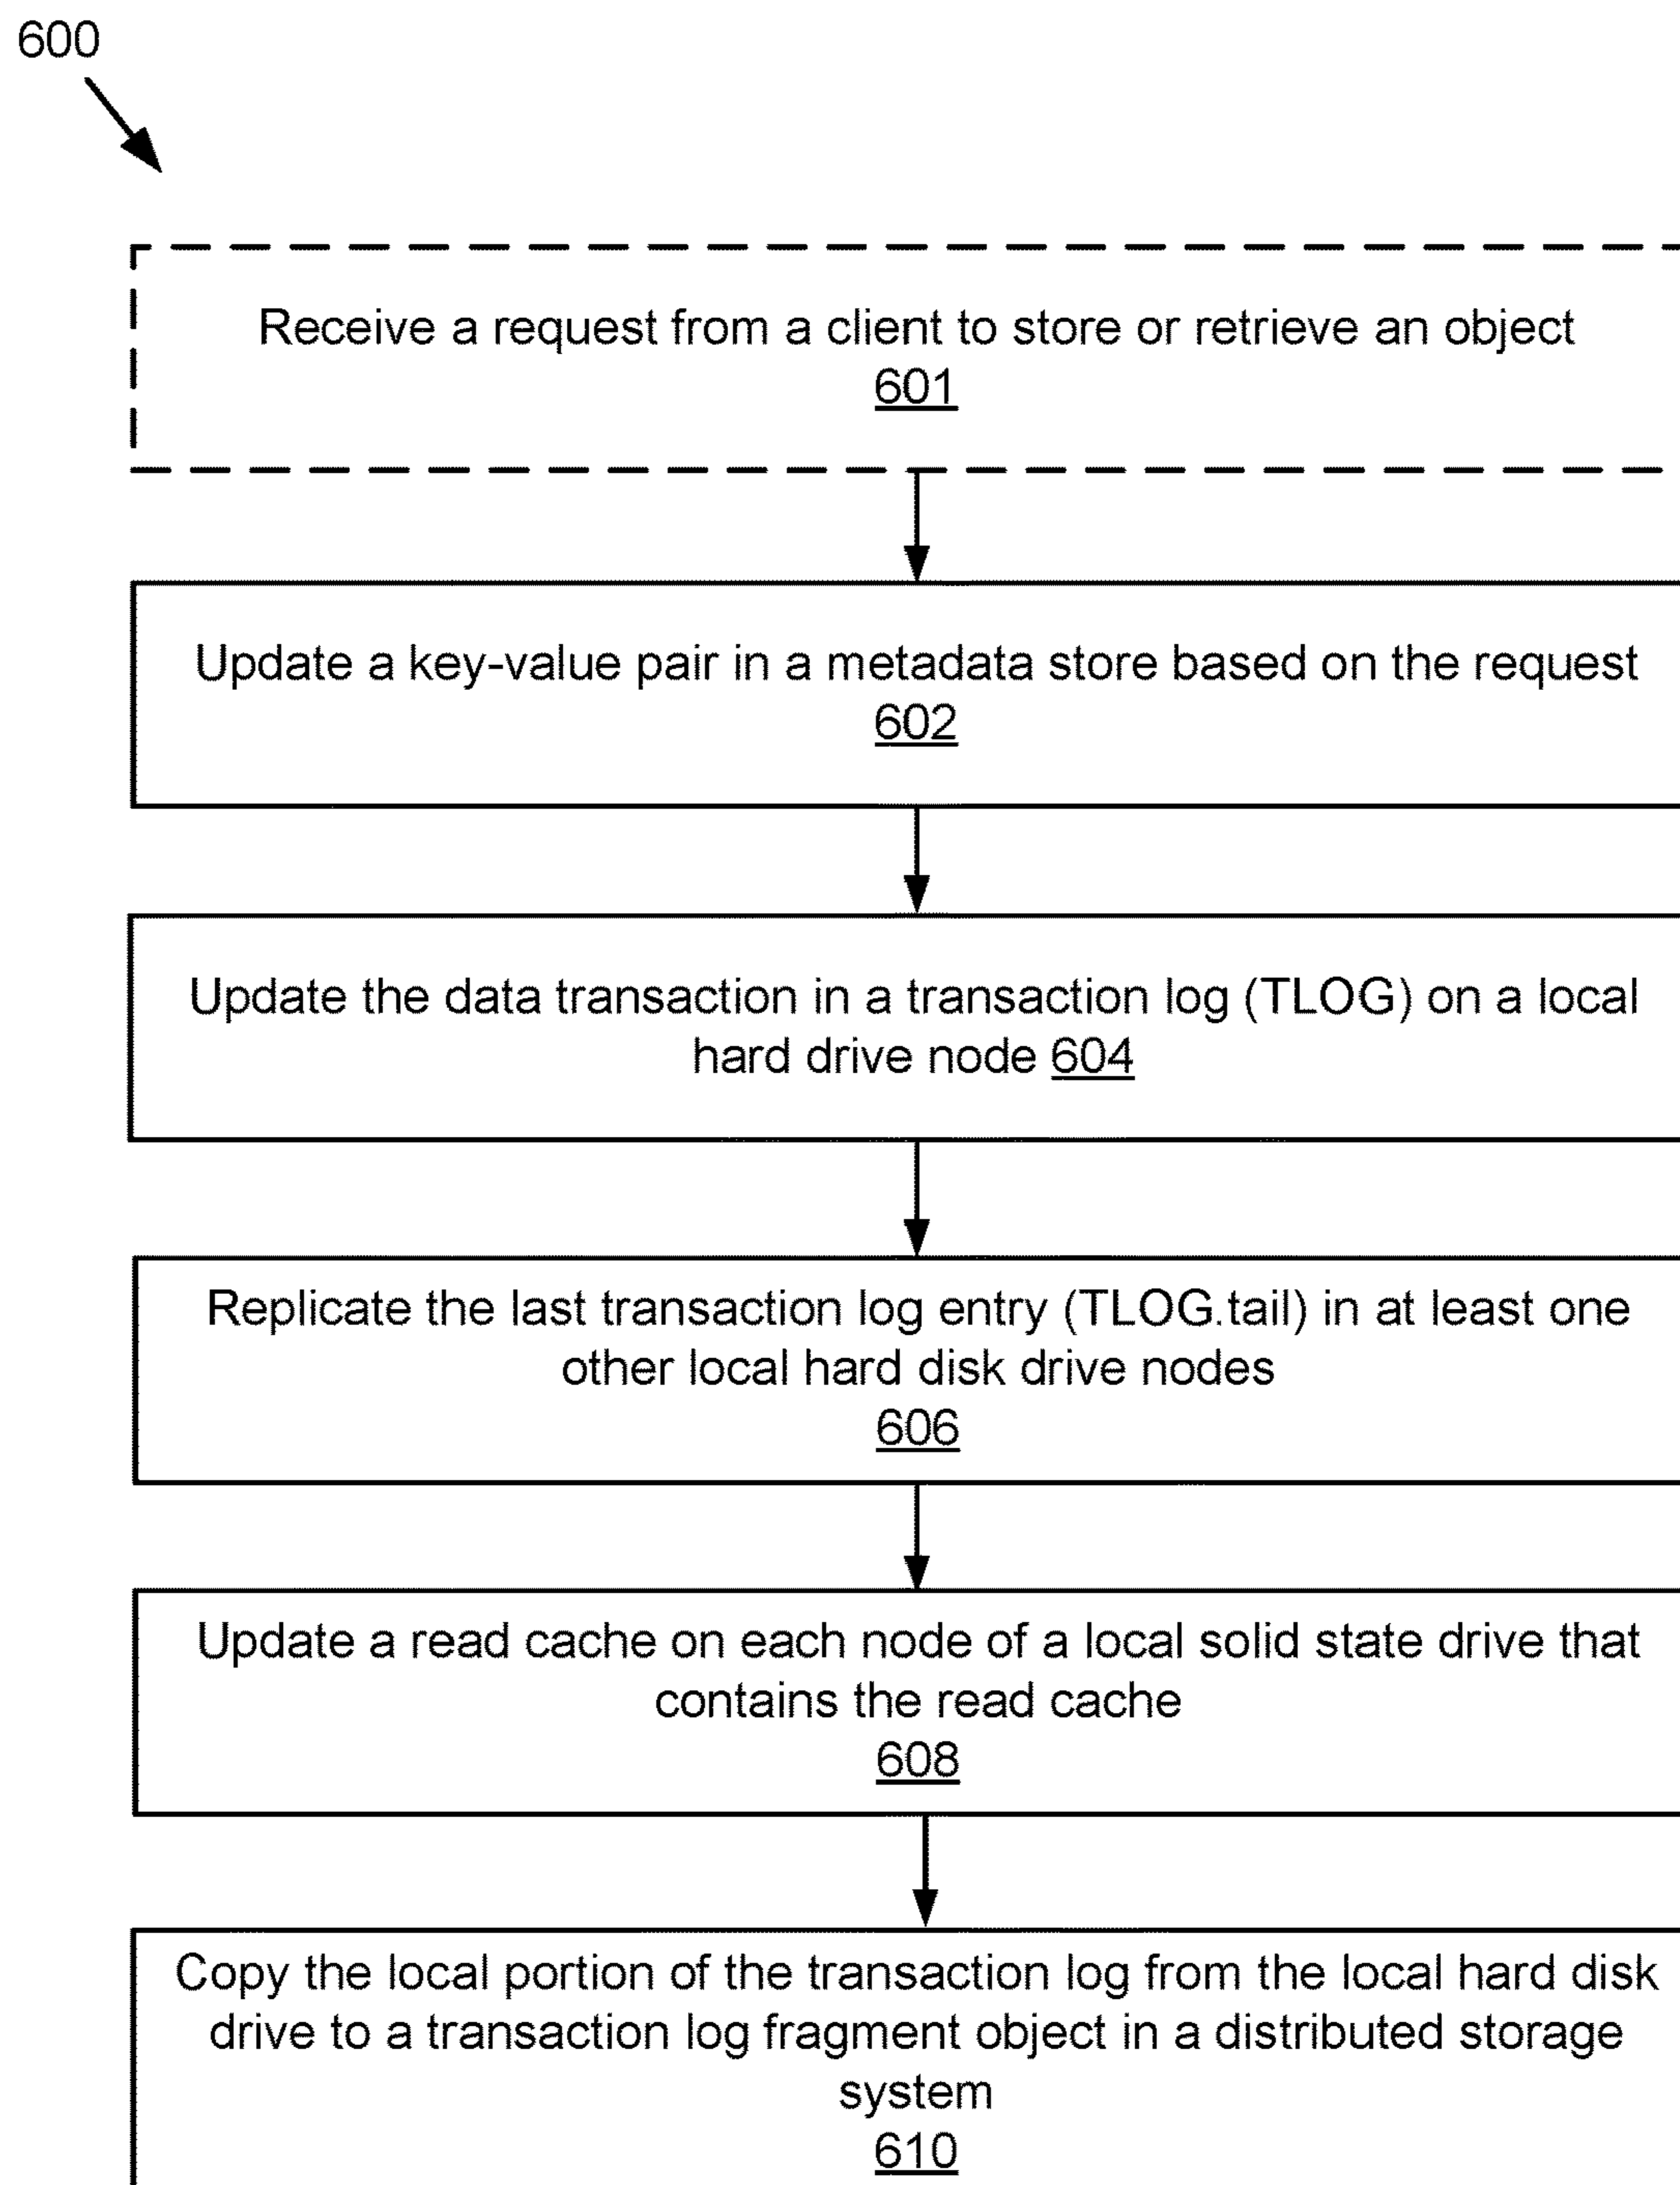 600
Receive a request from a client to store or retrieve an object
601
Update a key-value pair in a metadata store based on the request
602
Update the data transaction in a transaction log (TLOG) on a local
hard drive node 604
Replicate the last transaction log entry (TLOG.tail) in at least one
other local hard disk drive nodes
606
Update a read cache on each node of a local solid state drive that
contains the read cache
608
Copy the local portion of the transaction log from the local hard disk
drive to a transaction log fragment object in a distributed storage
system
610